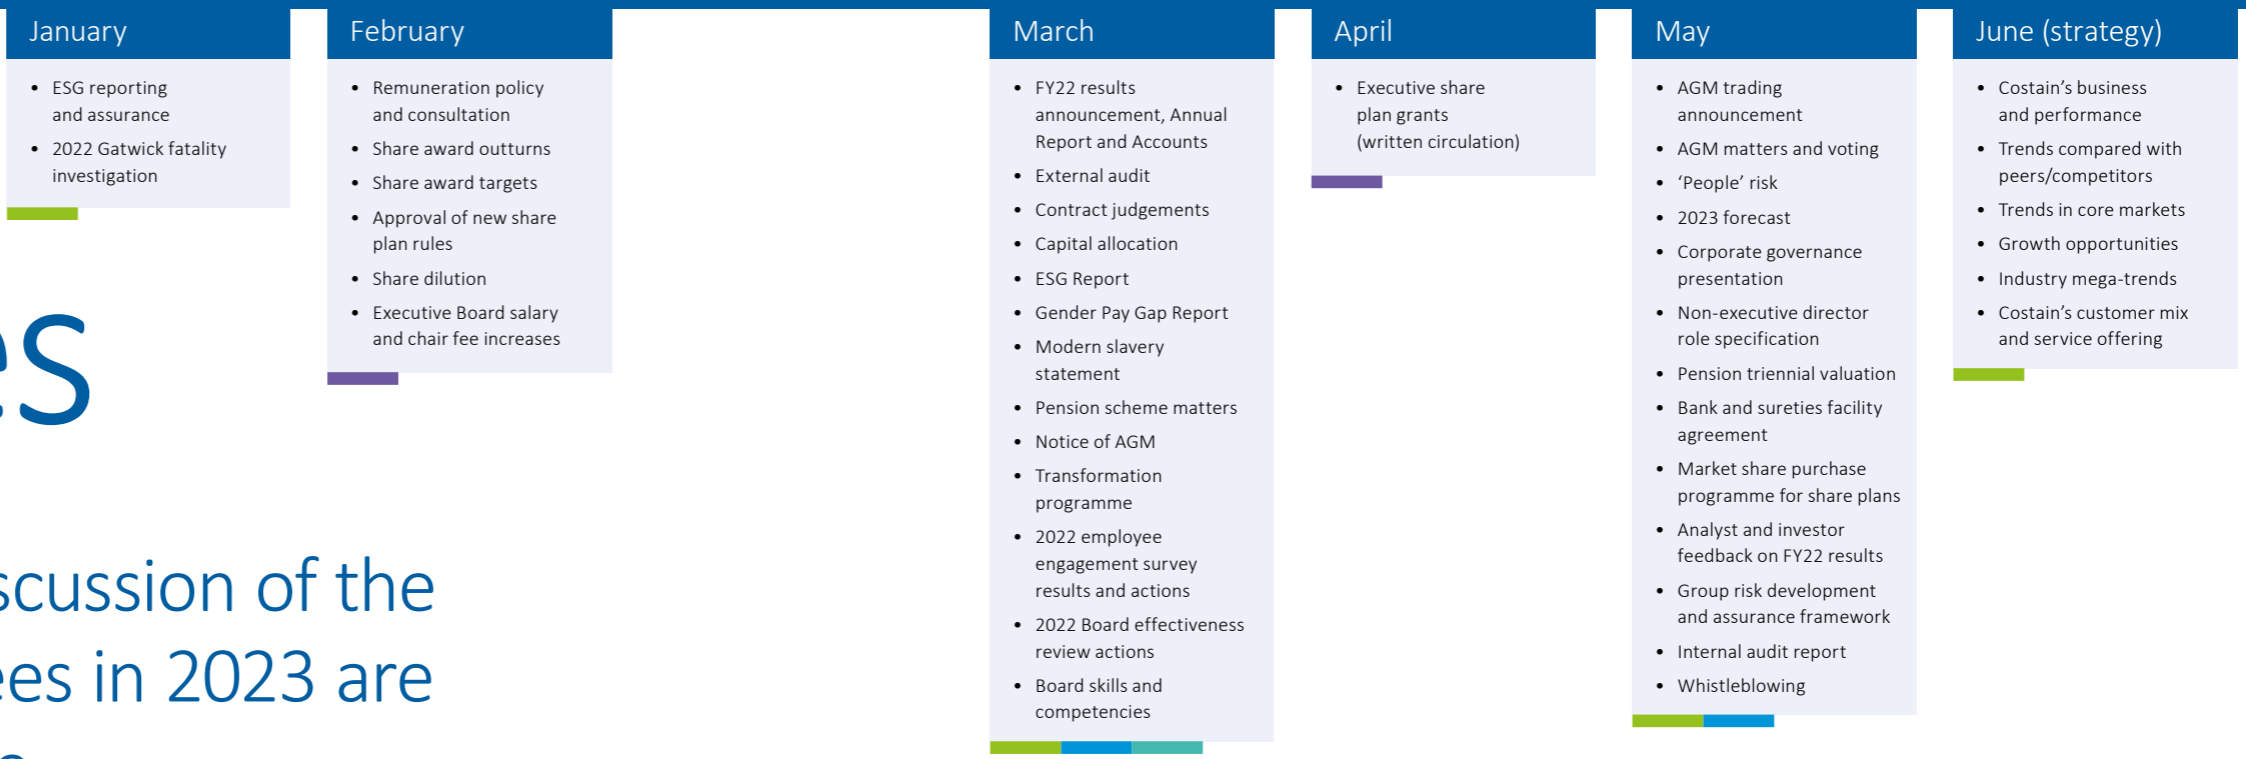 January
• ESG reporting
and assurance
• 2022 Gatwick fatality
investigation
February
• Remuneration policy
and consultation
• Share award outturns
• Share award targets
• Approval of new share
plan rules
• Share dilution
• Executive Board salary
and chair fee increases
March
• FY22 results
announcement, Annual
Report and Accounts
• External audit
• Contract judgements
• Capital allocation
• ESG Report
• Gender Pay Gap Report
• Modern slavery
statement
• Pension scheme matters
• Notice of AGM
• Transformation
programme
• 2022 employee
engagement survey
results and actions
• 2022 Board effectiveness
review actions
• Board skills and
competencies
April
• Executive share
plan grants
(written circulation)
May
• AGM trading
announcement
• AGM matters and voting
• ‘People’ risk
• 2023 forecast
• Corporate governance
presentation
• Non-executive director
role specification
• Pension triennial valuation
• Bank and sureties facility
agreement
• Market share purchase
programme for share plans
• Analyst and investor
feedback on FY22 results
• Group risk development
and assurance framework
• Internal audit report
• Whistleblowing
June (strategy)
• Costain’s business
and performance
• Trends compared with
peers/competitors
• Trends in core markets
• Growth opportunities
• Industry mega-trends
• Costain’s customer mix
and service offering
es
scussion of the
ees in 2023 are